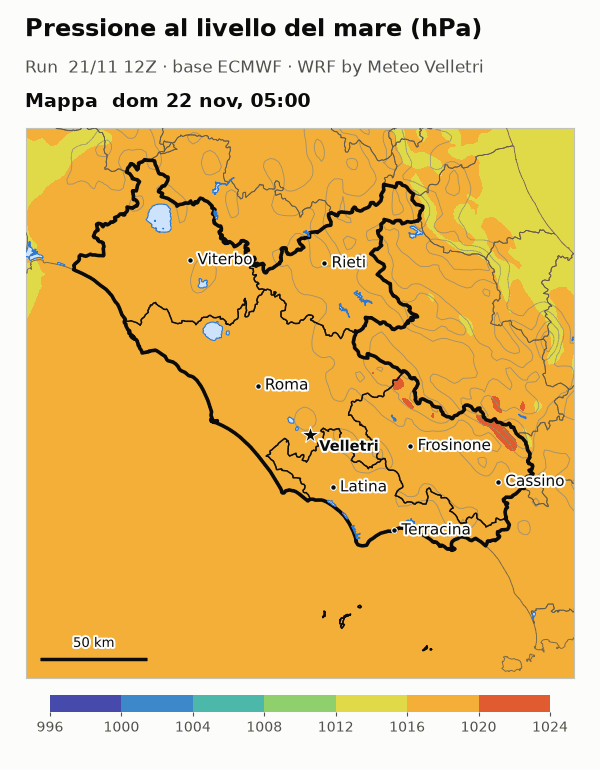 Pressione al livello del mare (hPa)
Run  21/11 12Z · base ECMWF · WRF by Meteo Velletri
Mappa  dom 22 nov, 05:00
Viterbo
Rieti
Roma
Velletri
Frosinone
Latina
Cassino
Terracina
50 km
996 1000 1004 1008 1012 1016 1020 1024